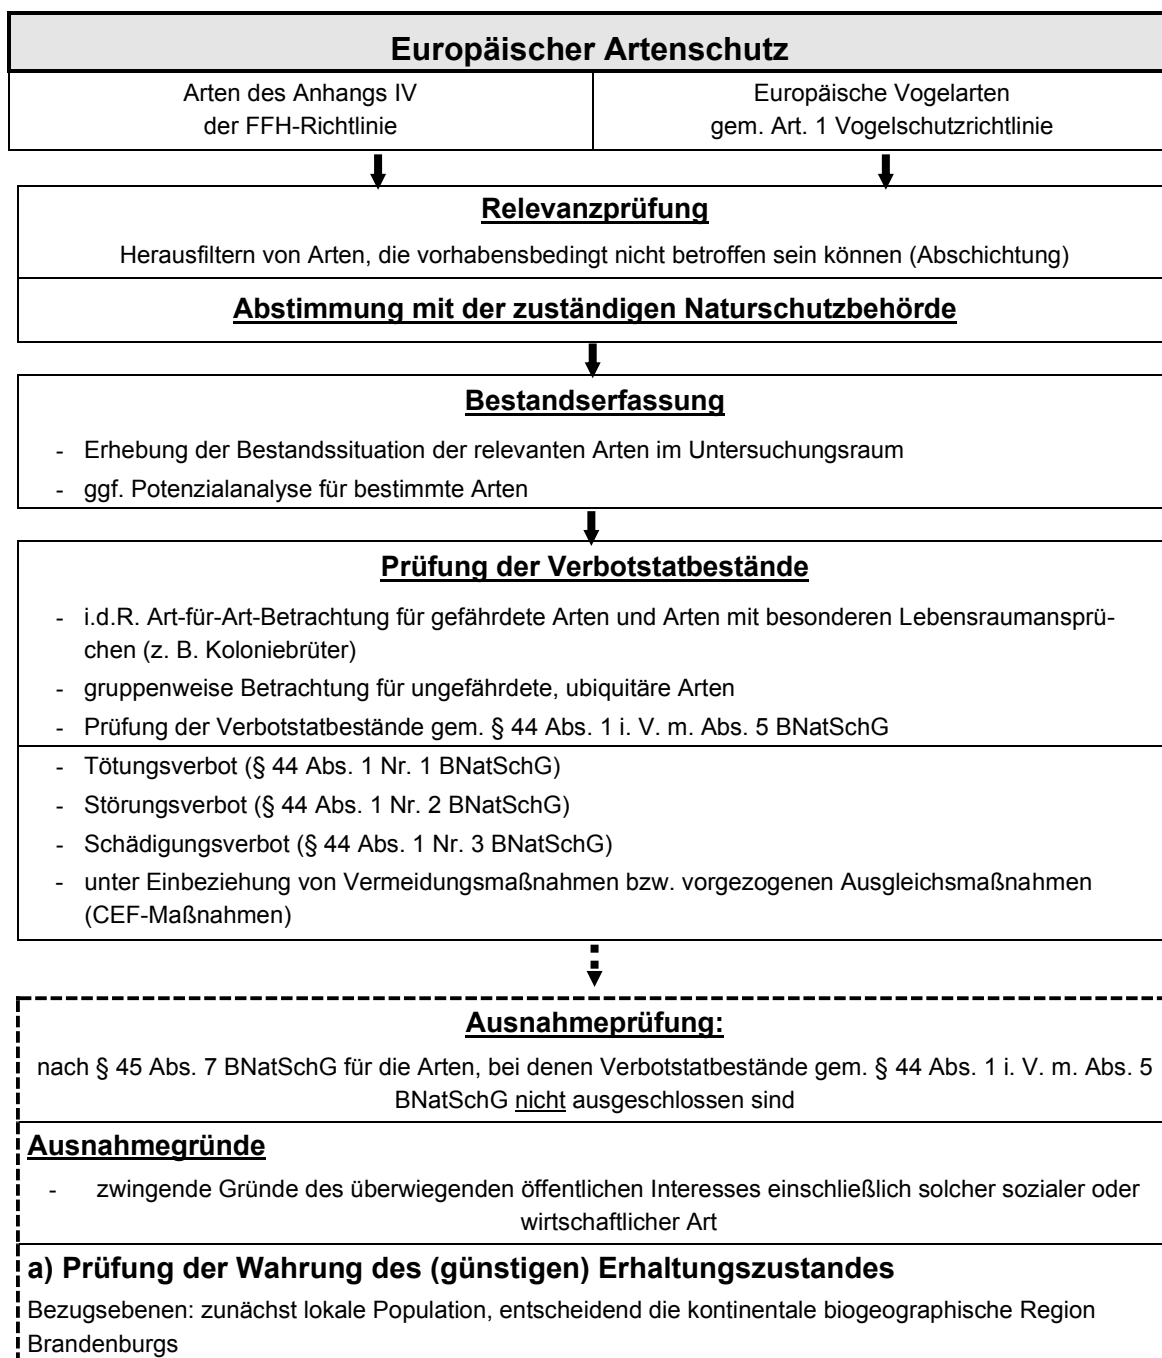 Europäischer Artenschutz
Arten des Anhangs IV
der FFH-Richtlinie
Europäische Vogelarten
gem. Art. 1 Vogelschutzrichtlinie
Relevanzprüfung
Herausfiltern von Arten, die vorhabensbedingt nicht betroffen sein können (Abschichtung)
Abstimmung mit der zuständigen Naturschutzbehörde
Bestandserfassung
- Erhebung der Bestandssituation der relevanten Arten im Untersuchungsraum
- ggf. Potenzialanalyse für bestimmte Arten
Prüfung der Verbotstatbestände
- i.d.R. Art-für-Art-Betrachtung für gefährdete Arten und Arten mit besonderen Lebensraumansprü-
chen (z. B. Koloniebrüter)
- gruppenweise Betrachtung für ungefährdete, ubiquitäre Arten
- Prüfung der Verbotstatbestände gem. § 44 Abs. 1 i. V. m. Abs. 5 BNatSchG
- Tötungsverbot (§ 44 Abs. 1 Nr. 1 BNatSchG)
- Störungsverbot (§ 44 Abs. 1 Nr. 2 BNatSchG)
- Schädigungsverbot (§ 44 Abs. 1 Nr. 3 BNatSchG)
- unter Einbeziehung von Vermeidungsmaßnahmen bzw. vorgezogenen Ausgleichsmaßnahmen
(CEF-Maßnahmen)
Ausnahmeprüfung:
nach § 45 Abs. 7 BNatSchG für die Arten, bei denen Verbotstatbestände gem. § 44 Abs. 1 i. V. m. Abs. 5
BNatSchG nicht ausgeschlossen sind
Ausnahmegründe
- zwingende Gründe des überwiegenden öffentlichen Interesses einschließlich solcher sozialer oder
wirtschaftlicher Art
a) Prüfung der Wahrung des (günstigen) Erhaltungszustandes
Bezugsebenen: zunächst lokale Population, entscheidend die kontinentale biogeographische Region
Brandenburgs